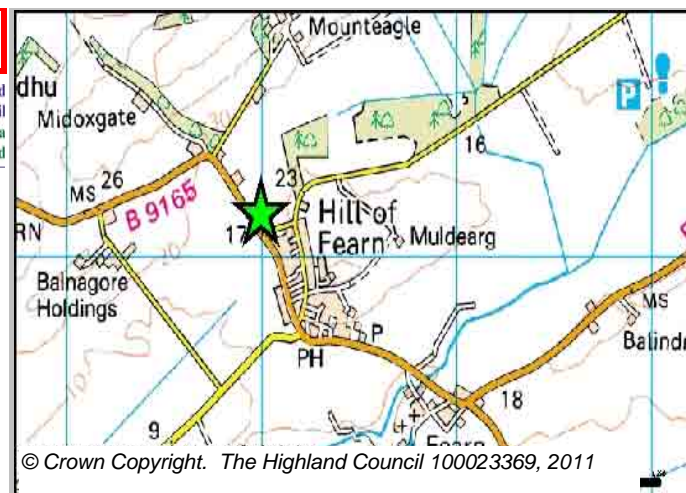 Mounteagle
dhu
Midoxgate
P
16
23
MS 26
B 9165
17
Hill of
Fearn
Muldearg
RN
Balnagore
Holdings
MS
P
PH
18
9
Fearn
© Crown Copyright. The Highland Council 100023369, 2011